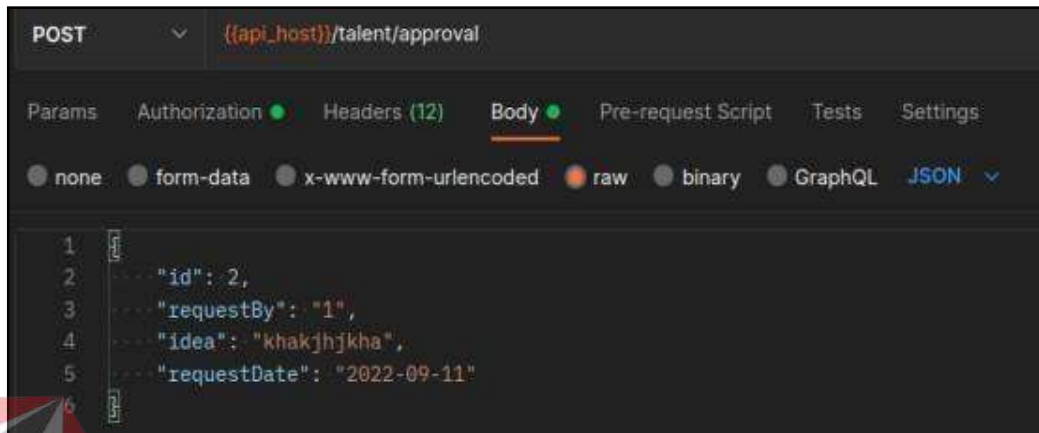 POST {{api_host}}/talent/approval
Params Authorization Headers (12) Body Pre-request Script Tests Settings
none form-data x-www-form-urlencoded raw binary GraphQL JSON
1 {
2 "id": 2,
3 "requestBy": "1",
4 "idea": "khakjhjkha",
5 "requestDate": "2022-09-11"
6 }